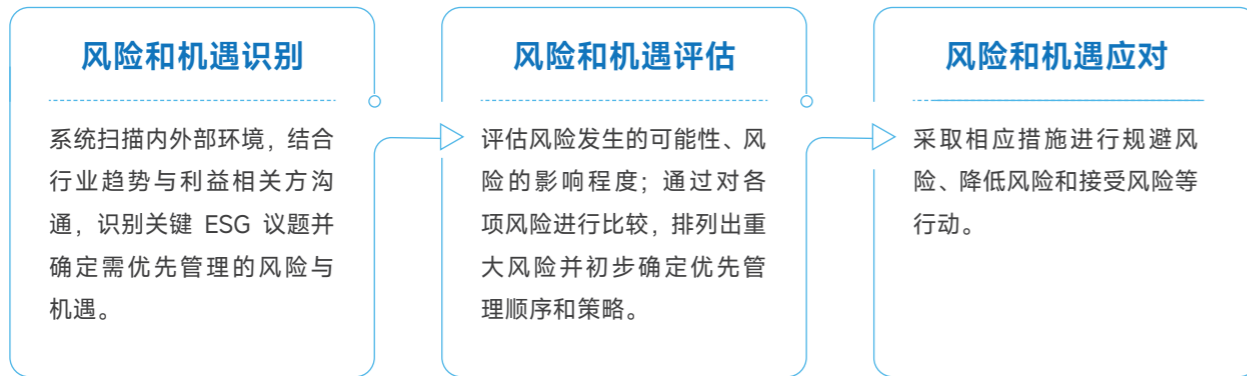 风险和机遇识别
系统扫描内外部环境，结合
行业趋势与利益相关方沟
通，识别关键 ESG 议题并
确定需优先管理的风险与
机遇。
风险和机遇评估
评估风险发生的可能性、风
险的影响程度；通过对各
项风险进行比较，排列出重
大风险并初步确定优先管
理顺序和策略。
风险和机遇应对
采取相应措施进行规避风
险、降低风险和接受风险等
行动。